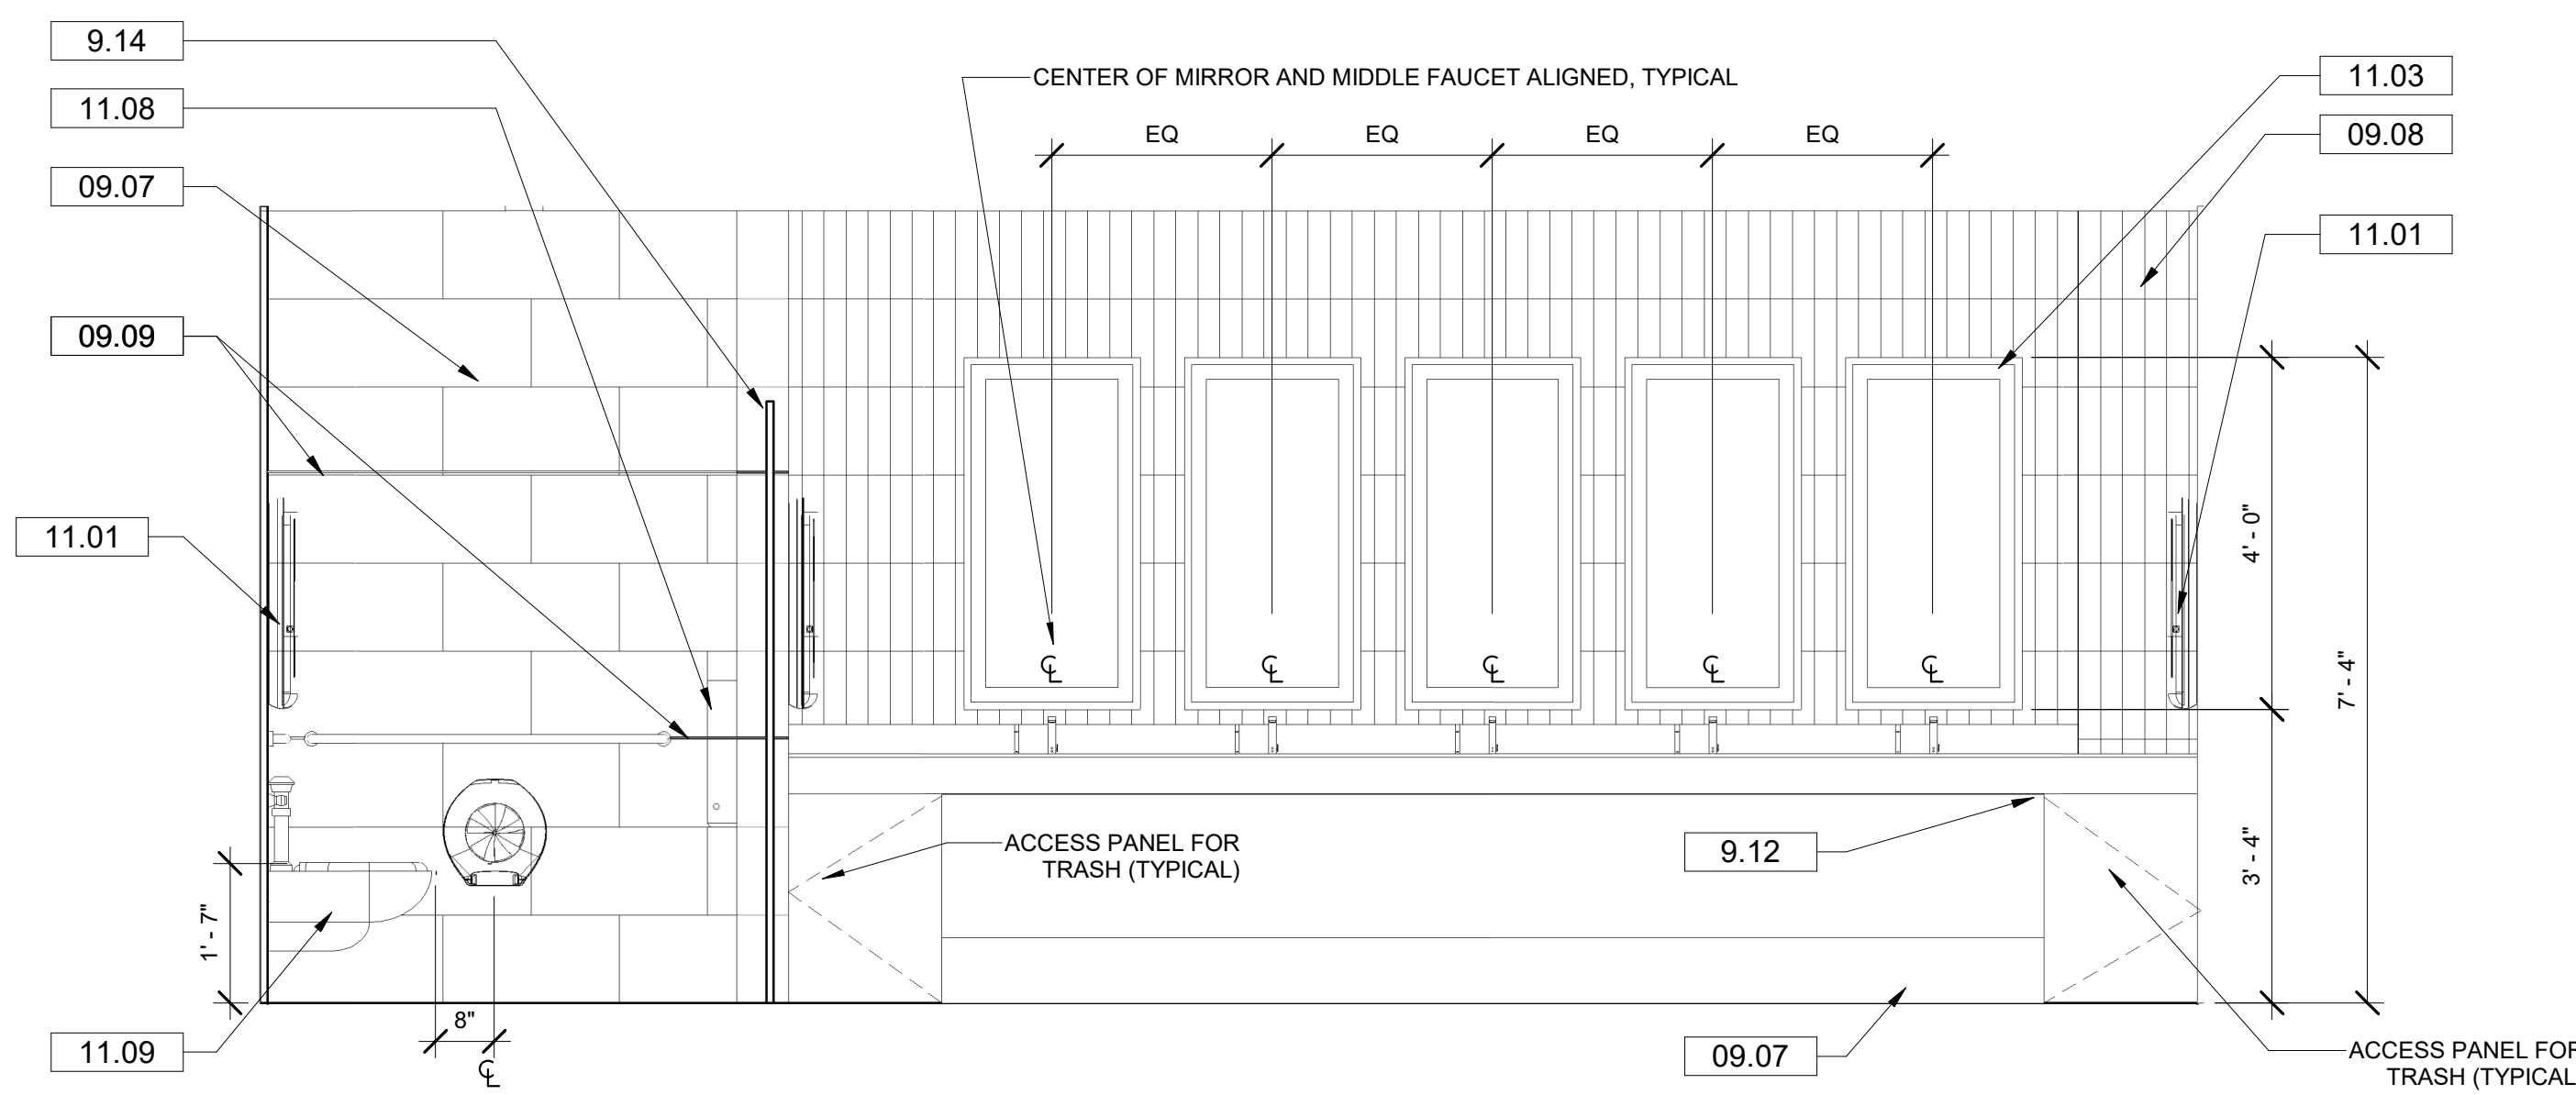 9.14
11.08
09.07
09.09
11.01
11.09
CENTER OF MIRROR AND MIDDLE FAUCET ALIGNED, TYPICAL
EQ
EQ
EQ
EQ
11.03
09.08
11.01
4' - 0"
7' - 4"
3' - 4"
ACCESS PANEL FOR
TRASH (TYPICAL)
9.12
09.07
1' - 7"
8"
℄
℄
℄
℄
℄
℄
ACCESS PANEL FOR
TRASH (TYPICAL